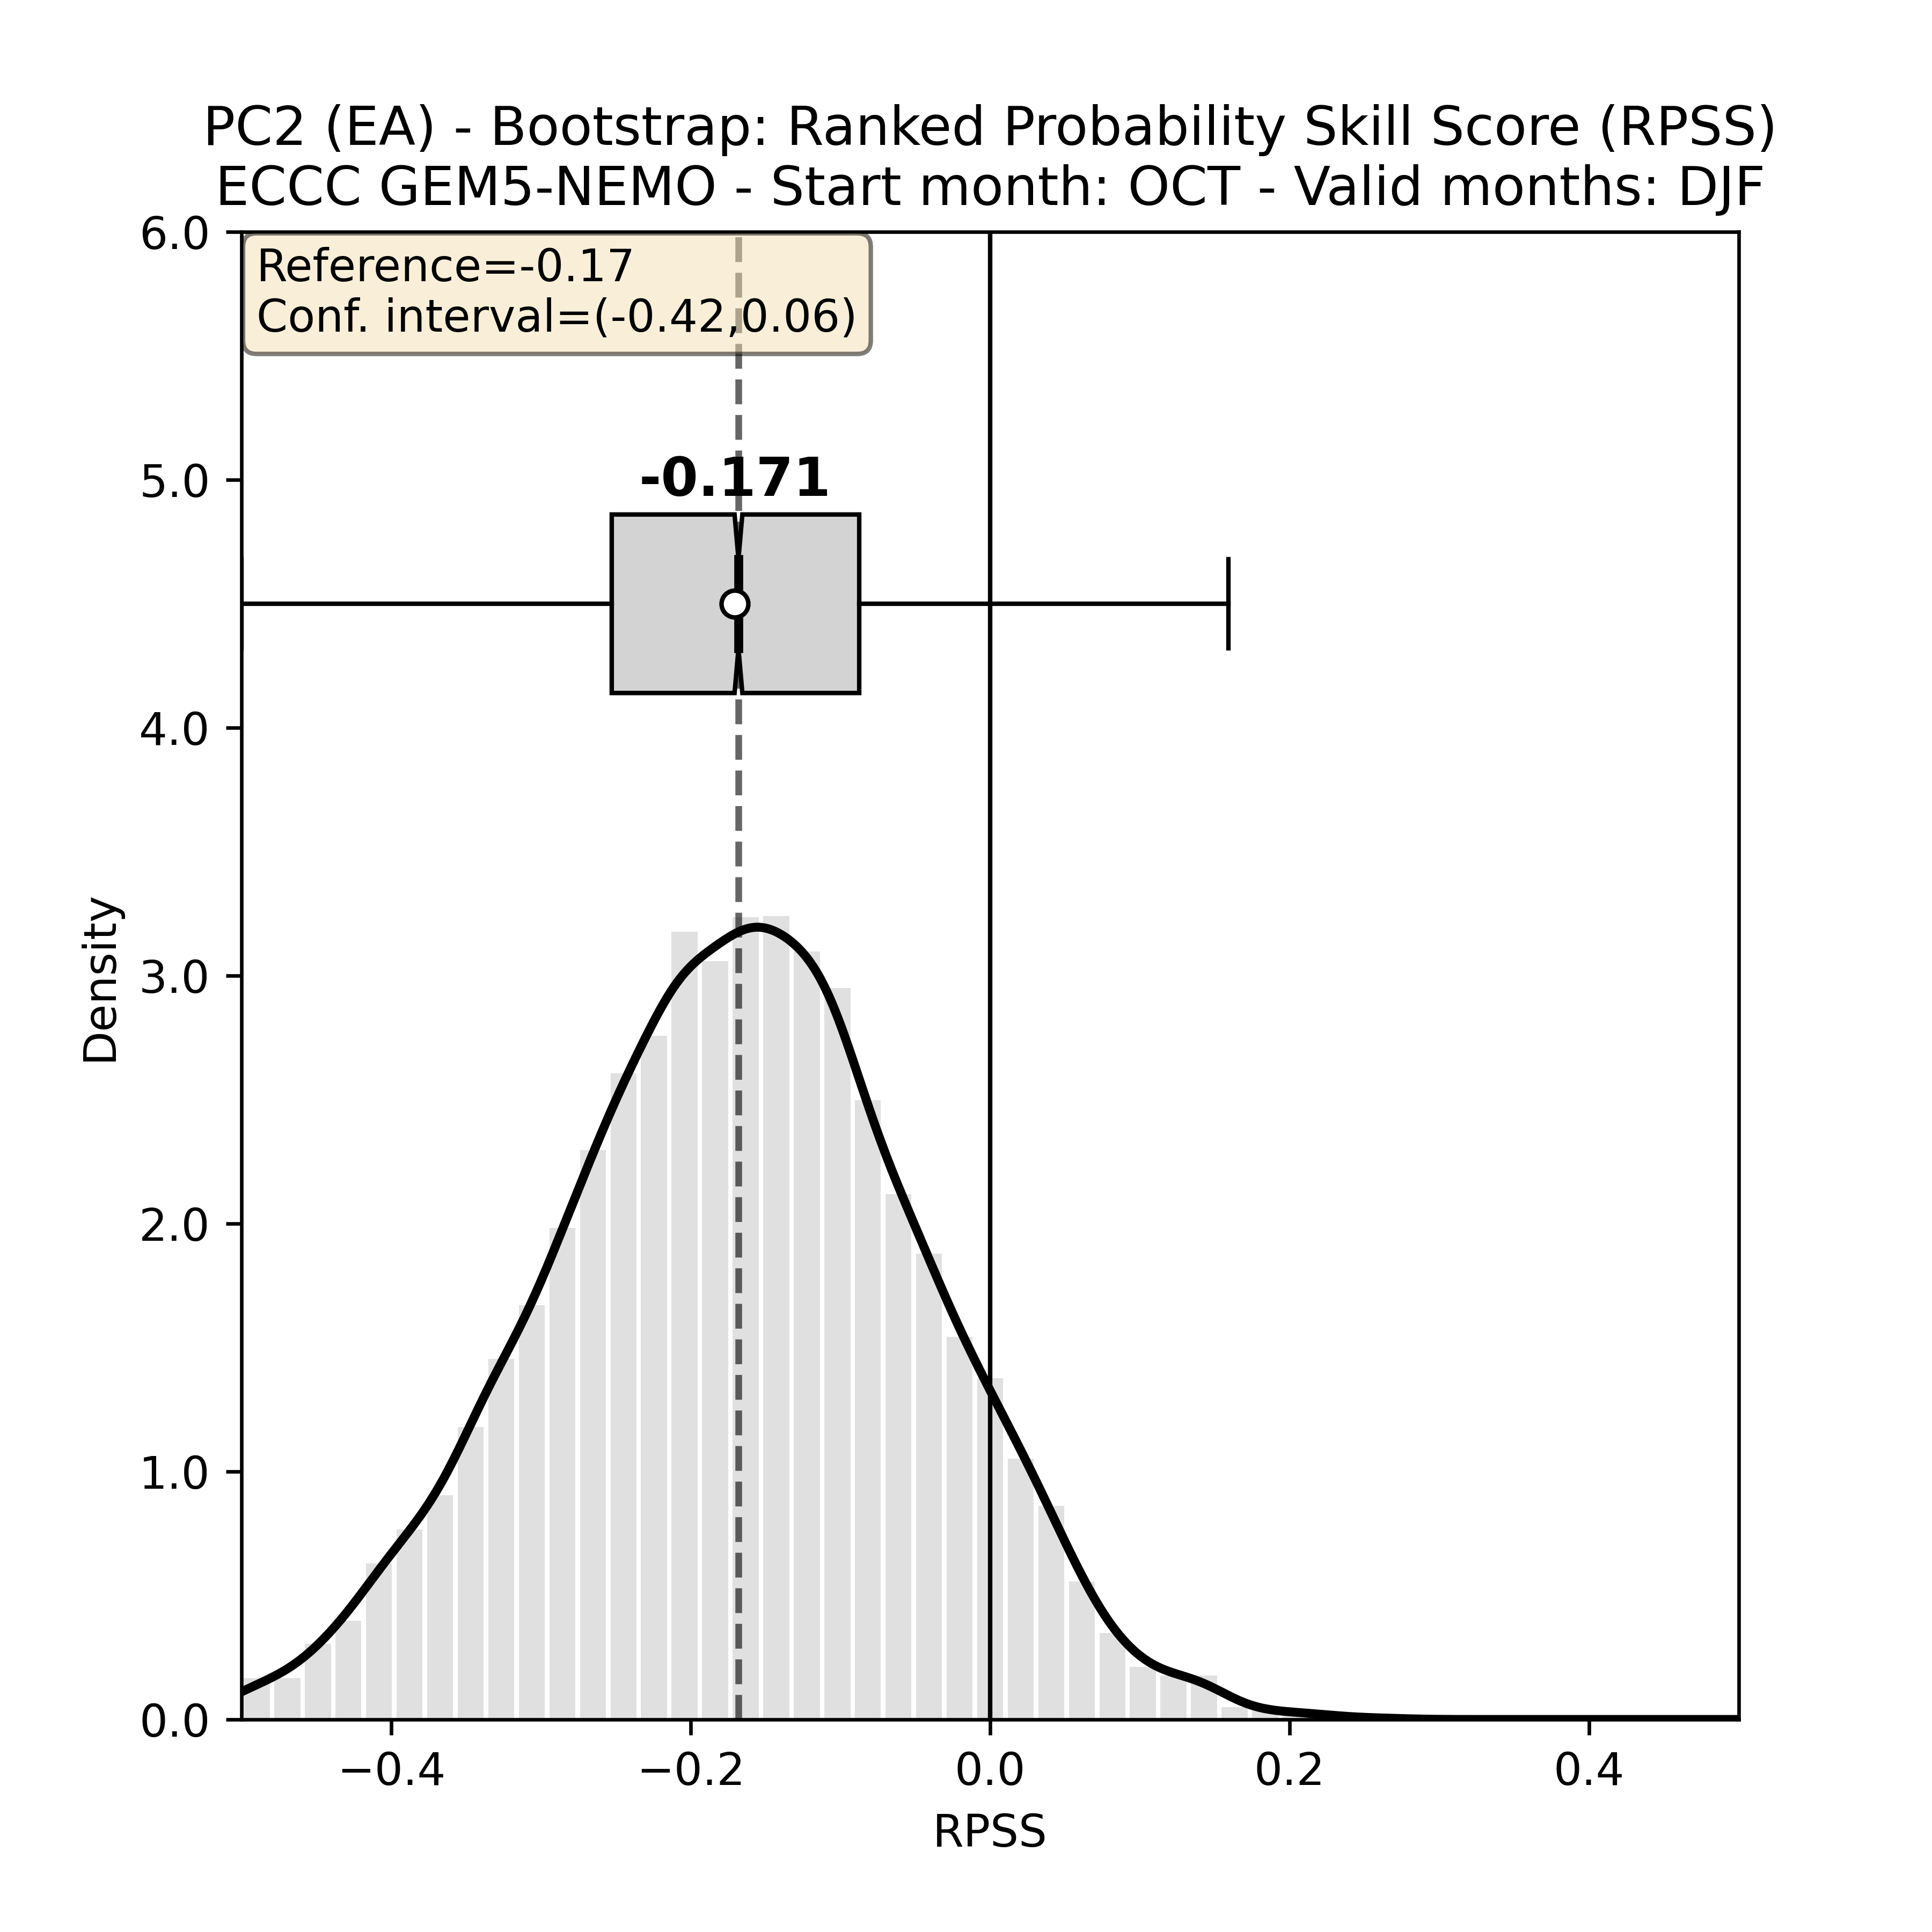 PC2 (EA) - Bootstrap: Ranked Probability Skill Score (RPSS)
ECCC GEM5-NEMO - Start month: OCT - Valid months: DJF
Reference=-0.17
Conf. interval=(-0.42,0.06)
-0.171
6.0
5.0
4.0
3.0
2.0
1.0
0.0
Density
−0.4 −0.2 0.0 0.2 0.4
RPSS